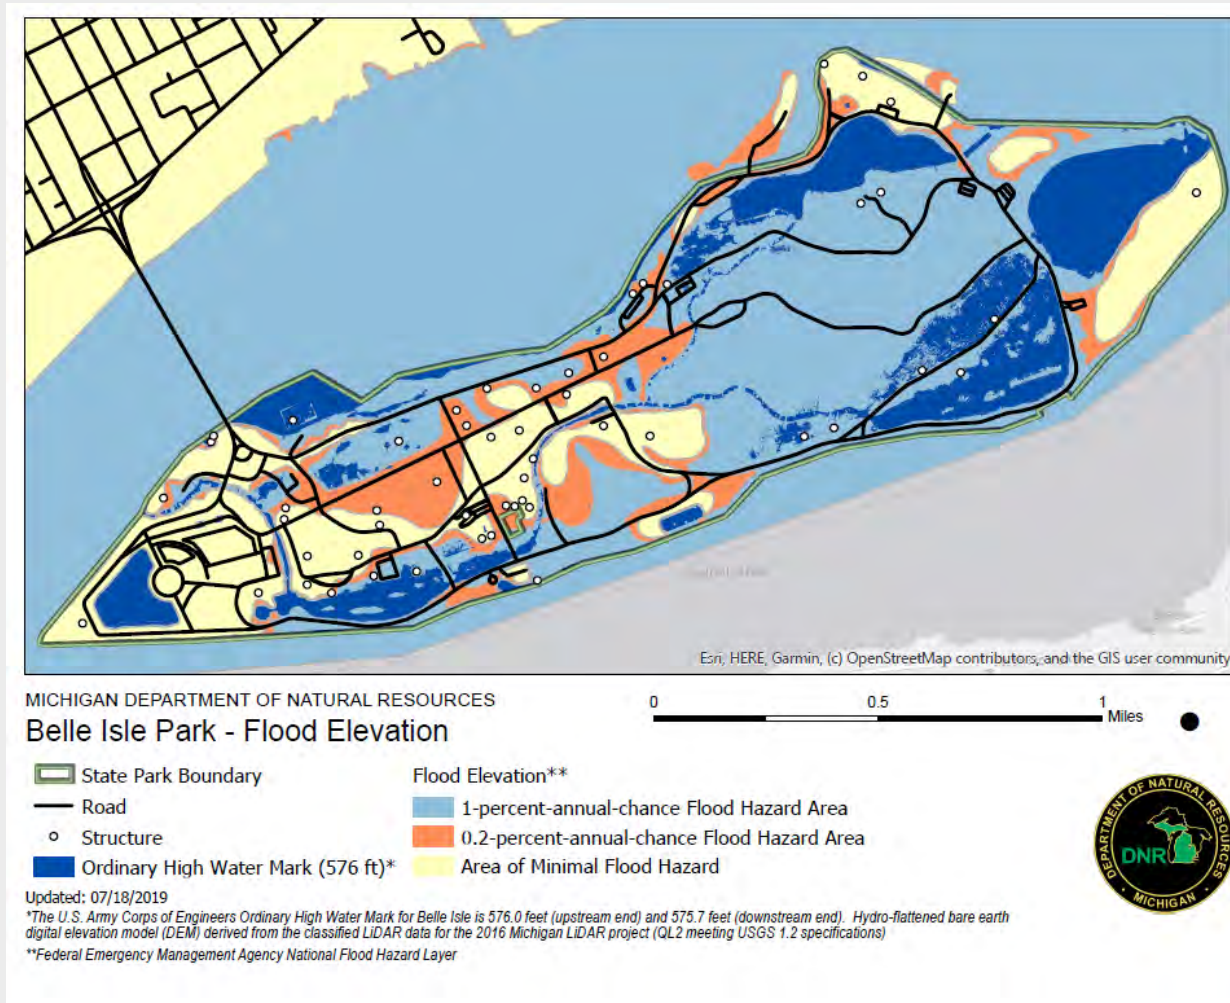 Esri, HERE, Garmin, (c) OpenStreetMap contributors, and the GIS user community
MICHIGAN DEPARTMENT OF NATURAL RESOURCES
Belle Isle Park - Flood Elevation
0 0.5 1
Miles
State Park Boundary
Road
Structure
Ordinary High Water Mark (576 ft)*
Flood Elevation**
1-percent-annual-chance Flood Hazard Area
0.2-percent-annual-chance Flood Hazard Area
Area of Minimal Flood Hazard
DEPARTMENT OF NATURAL RESOURCES
DNR
MICHIGAN
Updated: 07/18/2019
*The U.S. Army Corps of Engineers Ordinary High Water Mark for Belle Isle is 576.0 feet (upstream end) and 575.7 feet (downstream end). Hydro-flattened bare earth
digital elevation model (DEM) derived from the classified LiDAR data for the 2016 Michigan LiDAR project (QL2 meeting USGS 1.2 specifications)
**Federal Emergency Management Agency National Flood Hazard Layer